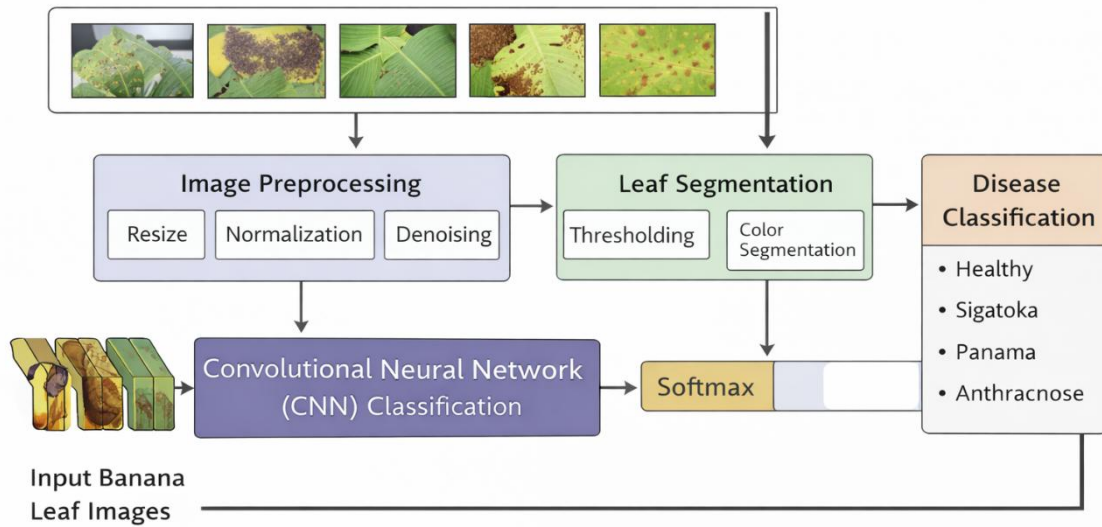 Image Preprocessing
Resize
Normalization
Denoising
Leaf Segmentation
Thresholding
Color
Segmentation
Disease
Classification
• Healthy
• Sigatoka
• Panama
• Anthracnose
Convolutional Neural Network
(CNN) Classification
Softmax
Input Banana
Leaf Images